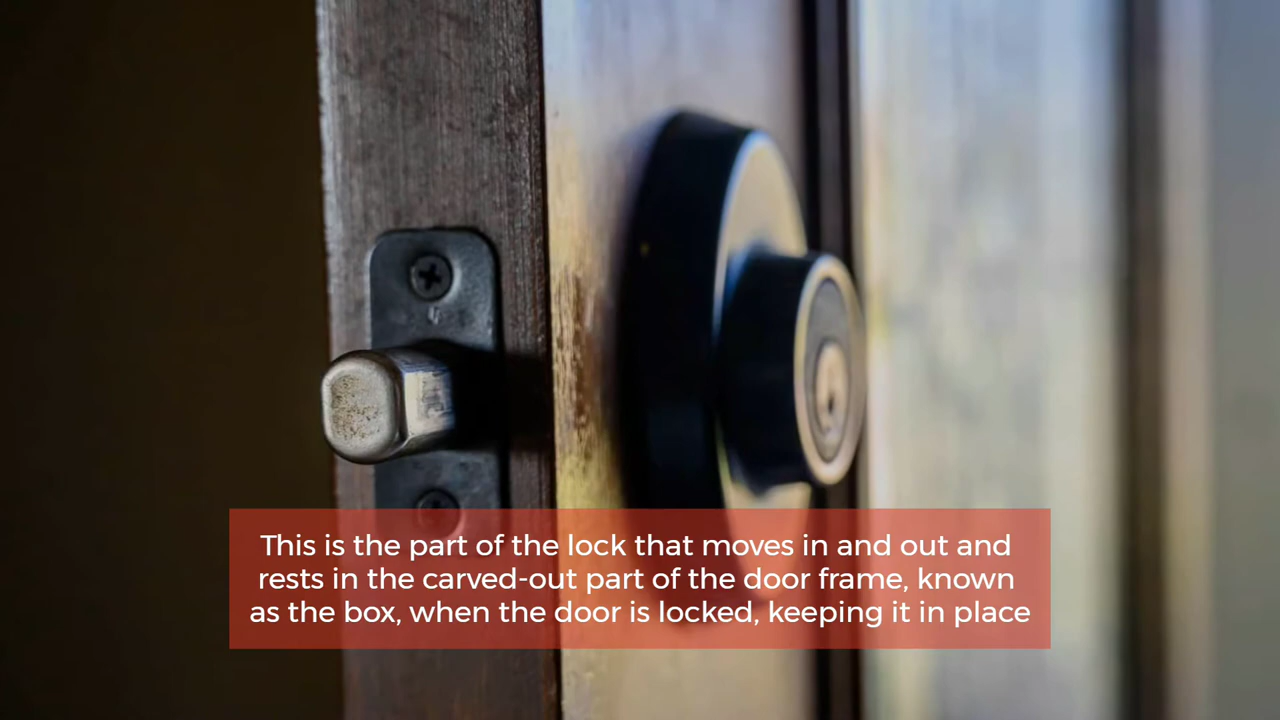 This is the part of the lock that moves in and out and
rests in the carved-out part of the door frame, known
as the box, when the door is locked, keeping it in place